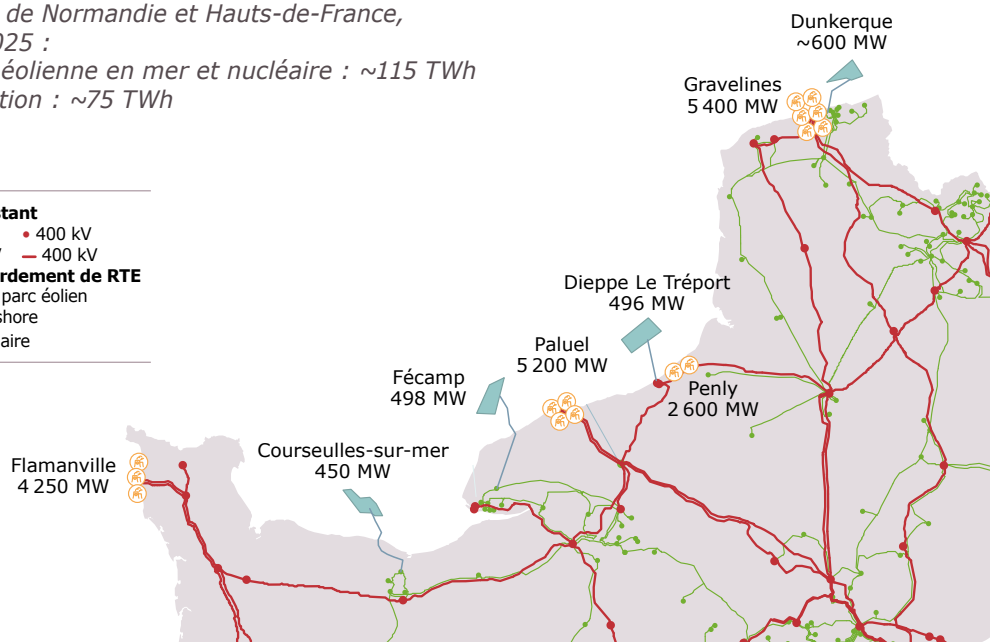 de Normandie et Hauts-de-France,
025 :
éolienne en mer et nucléaire : ~115 TWh
tion : ~75 TWh
Dunkerque
~600 MW
Gravelines
5 400 MW
stant
400 kV
400 kV
rdement de RTE
parc éolien
shore
aire
Dieppe Le Tréport
496 MW
Paluel
5 200 MW
Fécamp
498 MW
Penly
2 600 MW
Courseulles-sur-mer
450 MW
Flamanville
4 250 MW